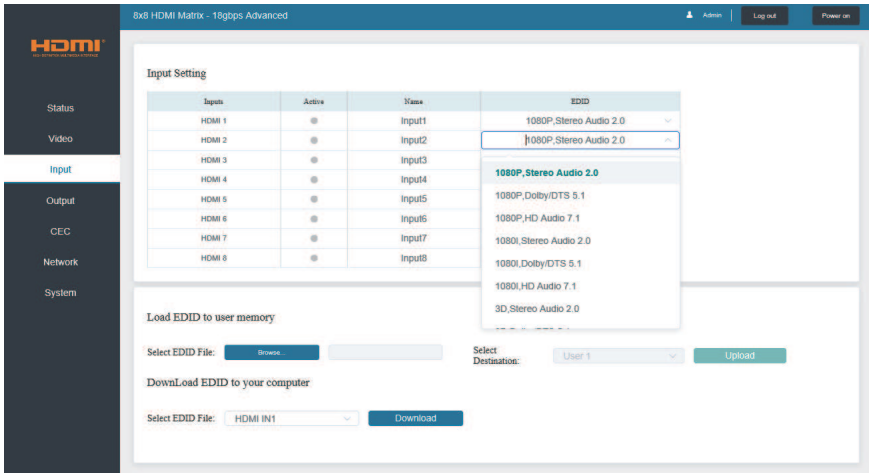 8x8 HDMI Matrix - 18gbps Advanced
Admin
Log out
Power on
HDMI
HIGH-DEFINITION MULTIMEDIA INTERFACE
Status
Video
Input
Output
CEC
Network
System
Input Setting
Inputs Active Name EDID
HDMI 1 Input1 1080P,Stereo Audio 2.0
HDMI 2 Input2 1080P,Stereo Audio 2.0
HDMI 3 Input3
HDMI 4 Input4
HDMI 5 Input5
HDMI 6 Input6
HDMI 7 Input7
HDMI 8 Input8
1080P,Stereo Audio 2.0
1080P,Dolby/DTS 5.1
1080P,HD Audio 7.1
1080I,Stereo Audio 2.0
1080I,Dolby/DTS 5.1
1080I,HD Audio 7.1
3D,Stereo Audio 2.0
Load EDID to user memory
Select EDID File: Browse...
Select
Destination:
User 1
Upload
DownLoad EDID to your computer
Select EDID File: HDMI IN1 Download